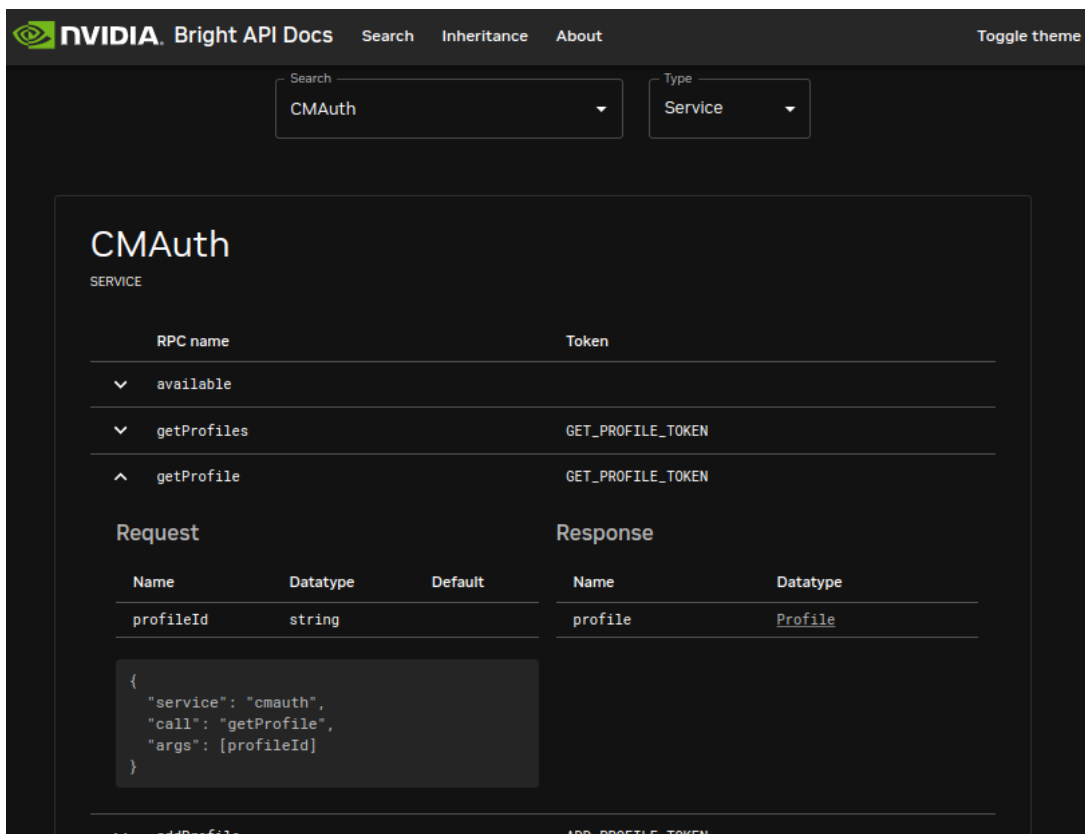 NVIDIA. Bright API Docs Search Inheritance About Toggle theme
Search Type
CMAuth Service
CMAuth
SERVICE
RPC name Token
available
getProfiles GET_PROFILE_TOKEN
getProfile GET_PROFILE_TOKEN
Request Response
Name Datatype Default Name Datatype
profileId string profile Profile
{
"service": "cmauth",
"call": "getProfile",
"args": [profileId]
}
addProfile ADD_PROFILE_TOKEN